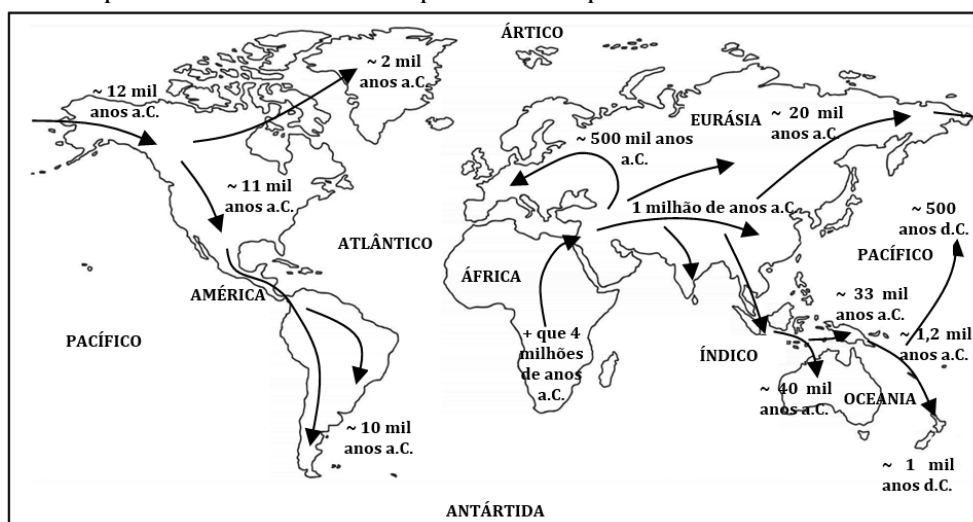 ÁRTICO
~ 2 mil
anos a.C.
~ 12 mil
anos a.C.
EURÁSIA
~ 20 mil
anos a.C.
~ 500 mil anos
a.C.
~ 11 mil
anos a.C.
1 milhão de anos a.C.
~ 500
anos d.C.
ATLÂNTICO
PACÍFICO
ÁFRICA
AMÉRICA
~ 33 mil
anos a.C.
+ que 4
milhões
de anos
a.C.
~ 1,2 mil
anos a.C.
PACÍFICO
ÍNDICO
~ 40 mil
anos a.C.
OCEANIA
~ 10 mil
anos a.C.
~ 1 mil
anos d.C.
ANTÁRTIDA